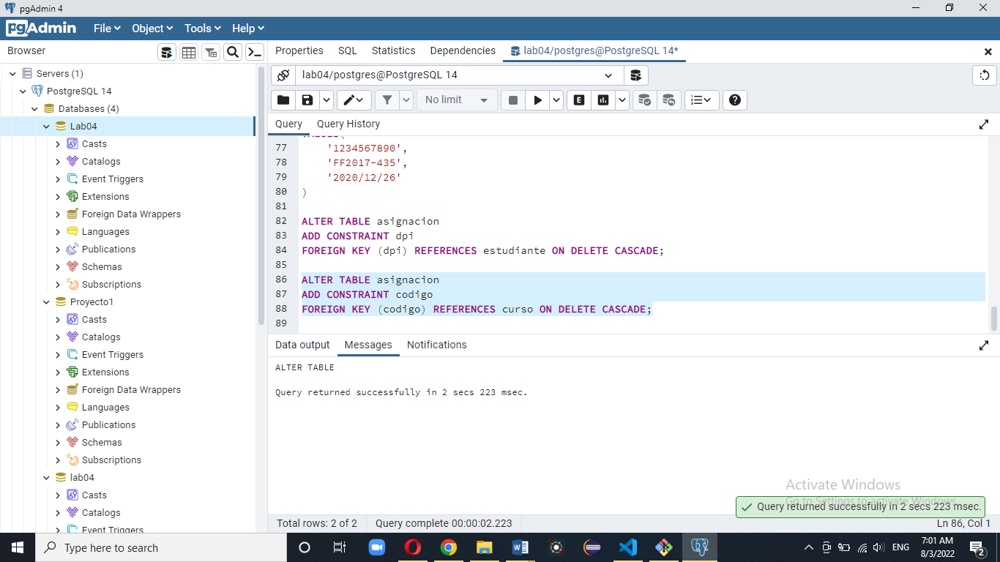 pgAdmin 4
pgAdmin File Object Tools Help
Browser
Properties SQL Statistics Dependencies lab04/postgres@PostgreSQL 14*
Servers (1)
PostgreSQL 14
Databases (4)
Lab04
Casts
Catalogs
Event Triggers
Extensions
Foreign Data Wrappers
Languages
Publications
Schemas
Subscriptions
Proyecto1
Casts
Catalogs
Event Triggers
Extensions
Foreign Data Wrappers
Languages
Publications
Schemas
Subscriptions
lab04
Casts
Catalogs
Event Triggers
lab04/postgres@PostgreSQL 14
No limit
E
Query Query History
VALUES(
77 '1234567890',
78 'FF2017-435',
79 '2020/12/26'
80 )
81
82 ALTER TABLE asignacion
83 ADD CONSTRAINT dpi
84 FOREIGN KEY (dpi) REFERENCES estudiante ON DELETE CASCADE;
85
86 ALTER TABLE asignacion
87 ADD CONSTRAINT codigo
88 FOREIGN KEY (codigo) REFERENCES curso ON DELETE CASCADE;
89
Data output Messages Notifications
ALTER TABLE
Query returned successfully in 2 secs 223 msec.
Activate Windows
Go to Settings to activate Windows.
Query returned successfully in 2 secs 223 msec.
Total rows: 2 of 2 Query complete 00:00:02.223 Ln 86, Col 1
Type here to search
ENG
7:01 AM
8/3/2022
2